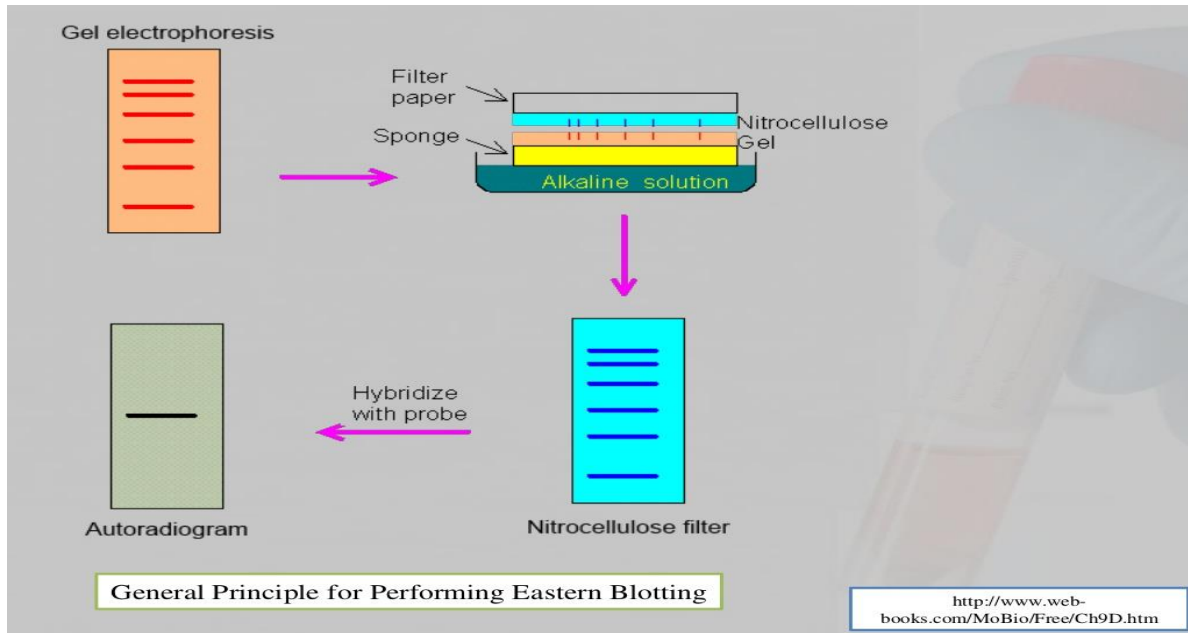 Gel electrophoresis
Filter
paper
Nitrocellulose
Sponge
Gel
Alkaline solution
Hybridize
with probe
Autoradiogram
Nitrocellulose filter
General Principle for Performing Eastern Blotting
http://www.web-
books.com/MoBio/Free/Ch9D.htm